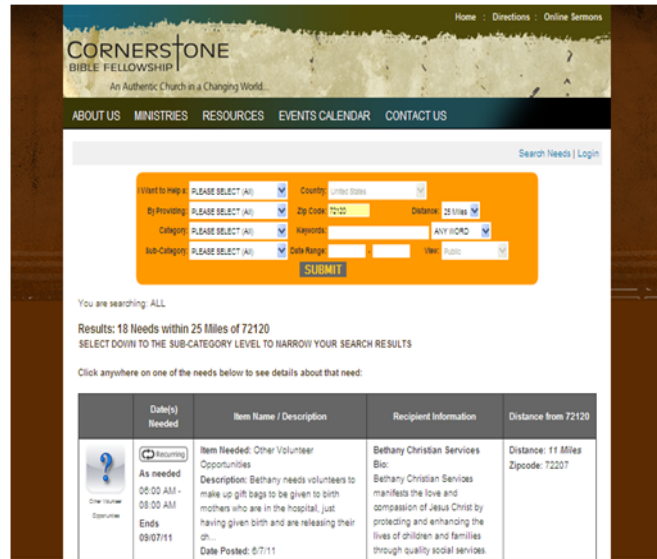 Home : Directions : Online Sermons
CORNERSTONE
BIBLE FELLOWSHIP
An Authentic Church in a Changing World...
ABOUT US MINISTRIES RESOURCES EVENTS CALENDAR CONTACT US
Search Needs | Login
I Want to Help a: PLEASE SELECT (All) Country: United States
By Providing: PLEASE SELECT (All) Zip Code: 72120 Distance: 25 Miles
Category: PLEASE SELECT (All) Keywords: ANY WORD
Sub-Category: PLEASE SELECT (All) Date Range: - View: Public
SUBMIT
You are searching: ALL
Results: 18 Needs within 25 Miles of 72120
SELECT DOWN TO THE SUB-CATEGORY LEVEL TO NARROW YOUR SEARCH RESULTS
Click anywhere on one of the needs below to see details about that need:
Date(s) Needed Item Name / Description Recipient Information Distance from 72120
?
Other Volunteer
Opportunities
Recurring
As needed
06:00 AM -
08:00 AM
Ends
09/07/11
Item Needed: Other Volunteer
Opportunities
Description: Bethany needs volunteers to
make up gift bags to be given to birth
mothers who are in the hospital, just
having given birth and are releasing their
ch...
Date Posted: 6/7/11
Bethany Christian Services
Bio:
Bethany Christian Services
manifests the love and
compassion of Jesus Christ by
protecting and enhancing the
lives of children and families
through quality social services.
Distance: 11 Miles
Zipcode: 72207